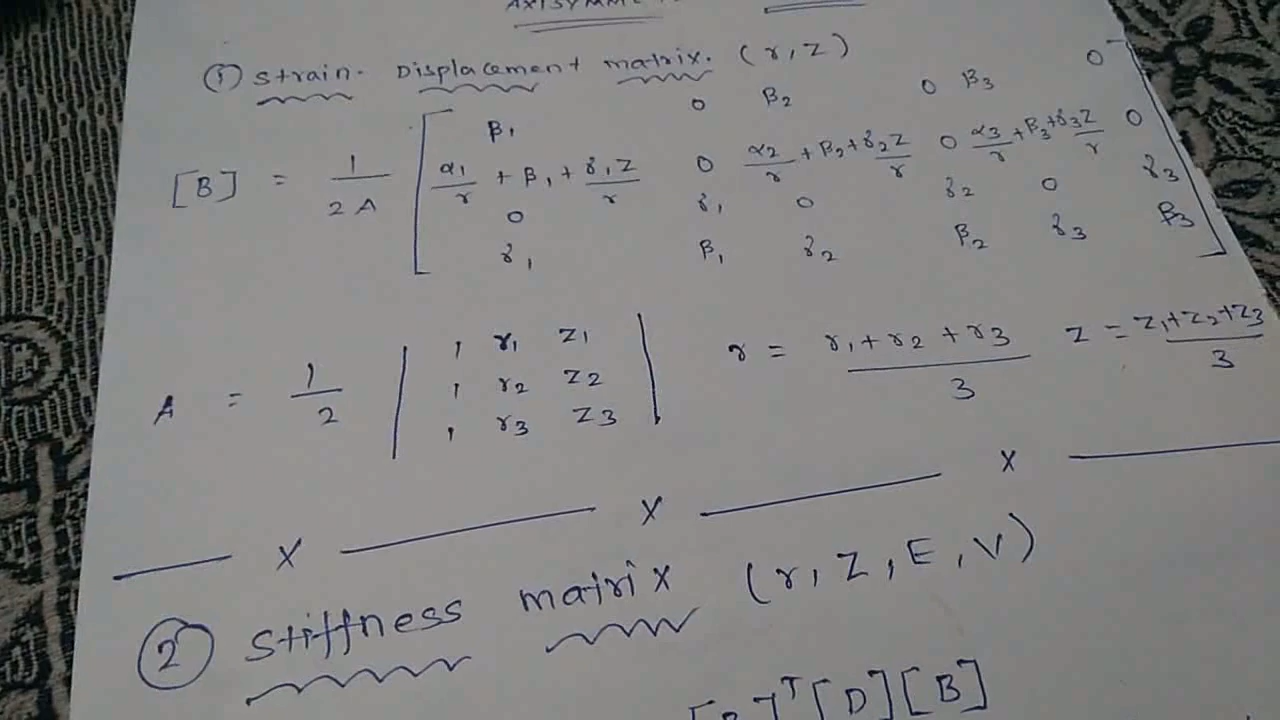 AXISYMME
① Strain- Displacement matrix. (r, z)
[B] = 1/2A [ β₁ 0 β₂ 0 β₃ 0
α₁/r + β₁ + γ₁z/r 0 α₂/r + β₂ + γ₂z/r 0 α₃/r + β₃ + γ₃z/r 0
0 γ₁ 0 γ₂ 0 γ₃
γ₁ β₁ γ₂ β₂ γ₃ β₃ ]
A = 1/2 | 1 r₁ z₁
1 r₂ z₂
1 r₃ z₃ | r = r₁ + r₂ + r₃ / 3 z = z₁+z₂+z₃ / 3
x x x
② Stiffness matrix (r, z, E, v)
[B]ᵀ [D] [B]